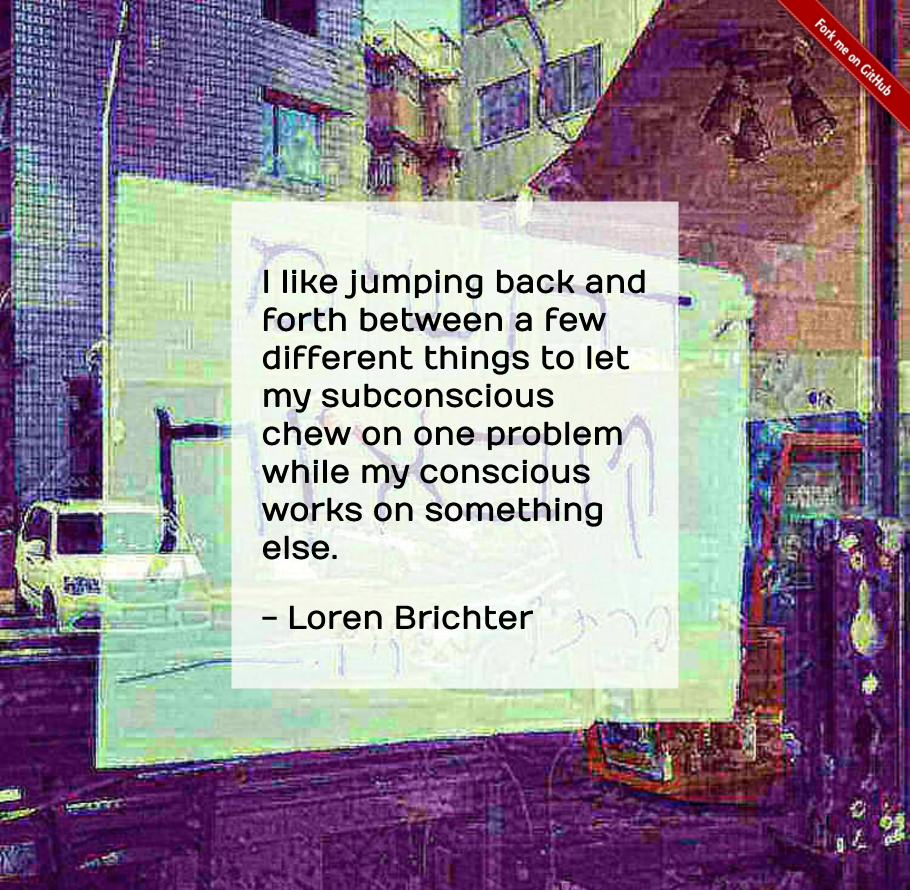 Fork me on GitHub
I like jumping back and
forth between a few
different things to let
my subconscious
chew on one problem
while my conscious
works on something
else.
– Loren Brichter